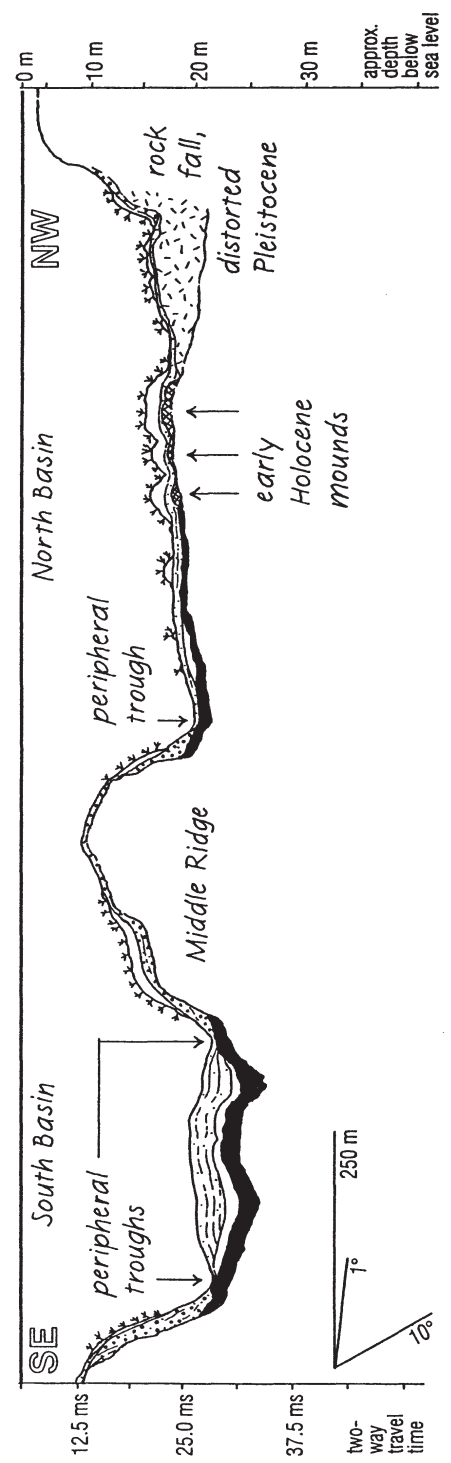 SE
South Basin
North Basin
NW
peripheral
troughs
Middle Ridge
peripheral
trough
early
Holocene
mounds
rock
fall,
distorted
Pleistocene
12.5 ms
25.0 ms
37.5 ms
two-
way
travel
time
0 m
10 m
20 m
30 m
approx.
depth
below
sea level
250 m
1°
10°